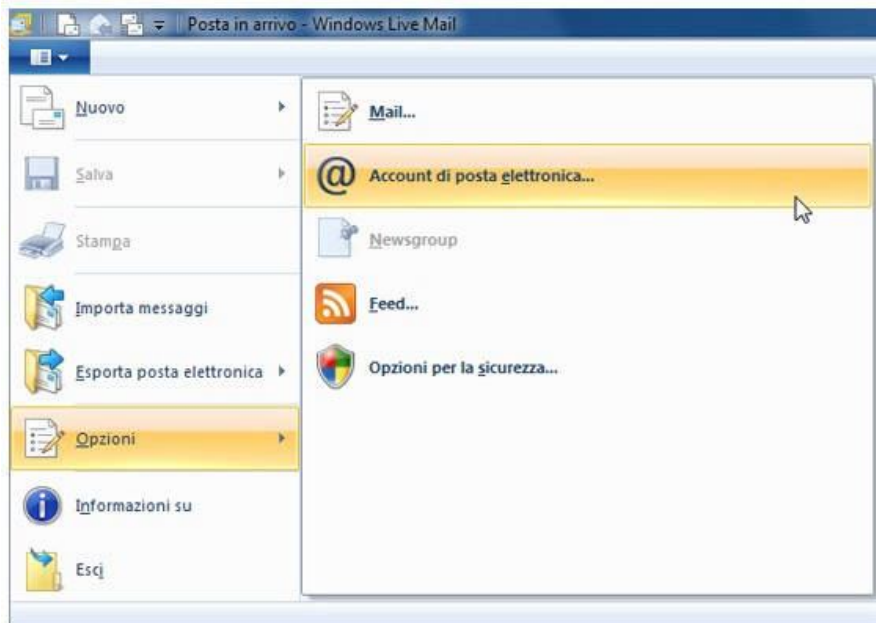 Posta in arrivo - Windows Live Mail
Nuovo
Salva
Stampa
Importa messaggi
Esporta posta elettronica
Opzioni
Informazioni su
Esci
Mail...
@ Account di posta elettronica...
Newsgroup
Feed...
Opzioni per la sicurezza...